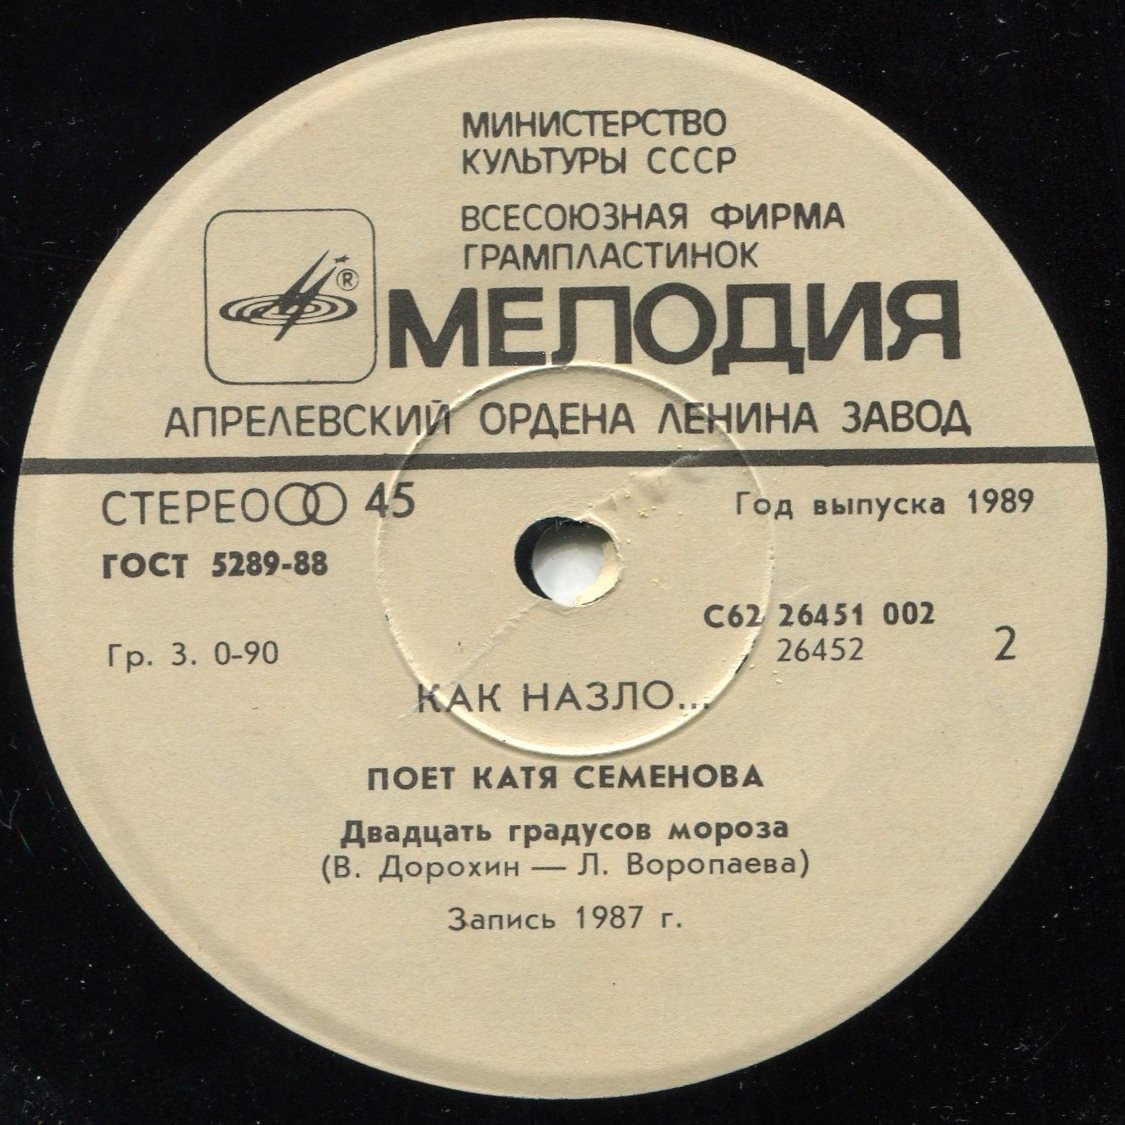 МИНИСТЕРСТВО
КУЛЬТУРЫ СССР
ВСЕСОЮЗНАЯ ФИРМА
ГРАМПЛАСТИНОК
®
МЕЛОДИЯ
АПРЕЛЕВСКИЙ ОРДЕНА ЛЕНИНА ЗАВОД
СТЕРЕО 45
Год выпуска 1989
ГОСТ 5289-88
С62 26451 002
Гр. 3. 0-90
26452
2
КАК НАЗЛО...
ПОЕТ КАТЯ СЕМЕНОВА
Двадцать градусов мороза
(В. Дорохин — Л. Воропаева)
Запись 1987 г.